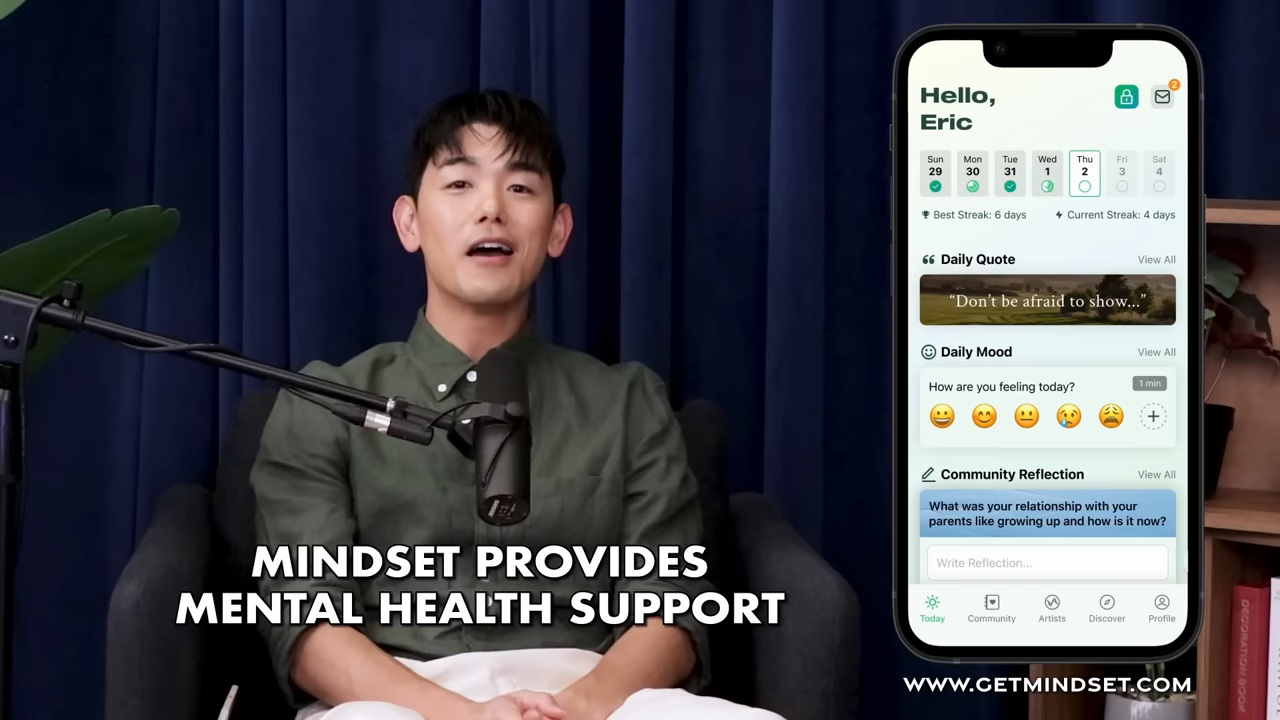 Hello,
Eric
2
Sun Mon Tue Wed Thu Fri Sat
29 30 31 1 2 3 4
Best Streak: 6 days Current Streak: 4 days
Daily Quote View All
“Don’t be afraid to show...”
Daily Mood View All
How are you feeling today? 1 min
Community Reflection View All
What was your relationship with your
parents like growing up and how is it now?
Write Reflection...
Today Community Artists Discover Profile
MINDSET PROVIDES
MENTAL HEALTH SUPPORT
WWW.GETMINDSET.COM
DECORATION BOOK